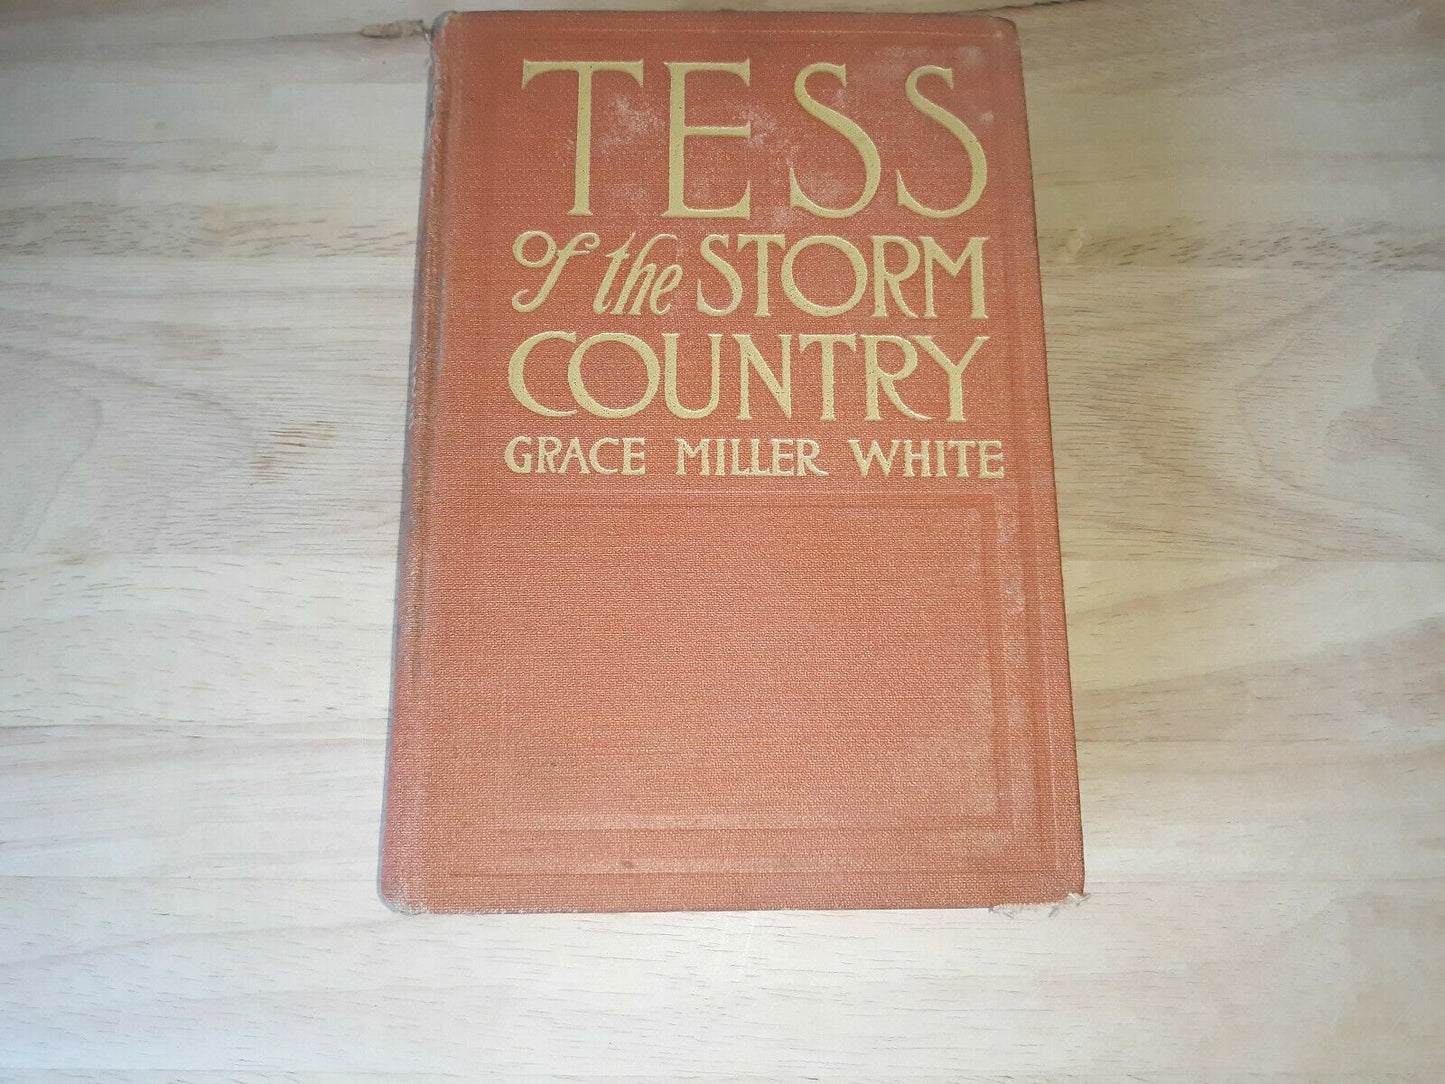 TESS
of the STORM
COUNTRY
GRACE MILLER WHITE